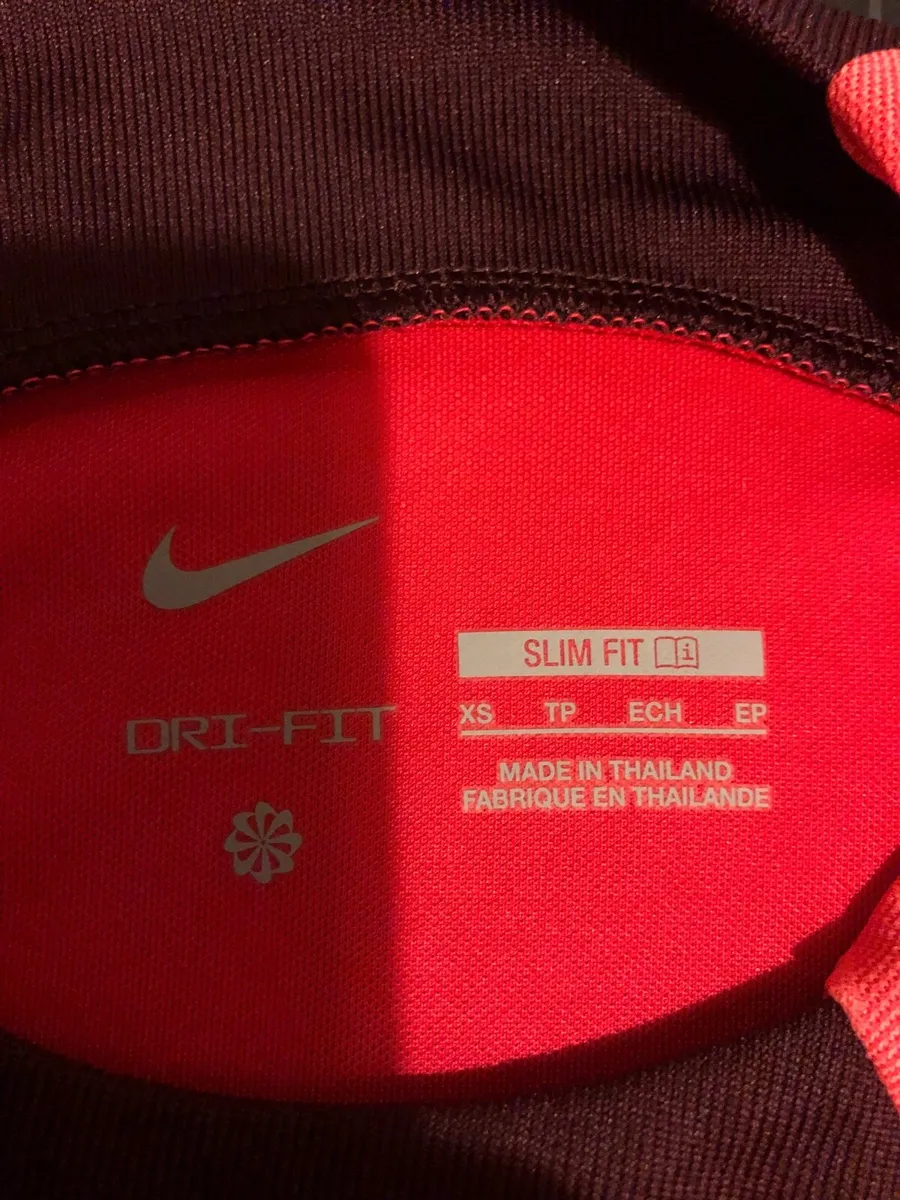 SLIM FIT
XS TP ECH EP
DRI-FIT
MADE IN THAILAND
FABRIQUE EN THAILANDE